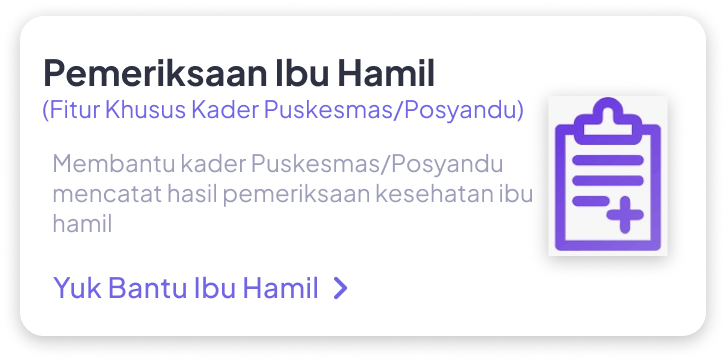 Pemeriksaan Ibu Hamil
(Fitur Khusus Kader Puskesmas/Posyandu)
Membantu kader Puskesmas/Posyandu
mencatat hasil pemeriksaan kesehatan ibu
hamil
Yuk Bantu Ibu Hamil